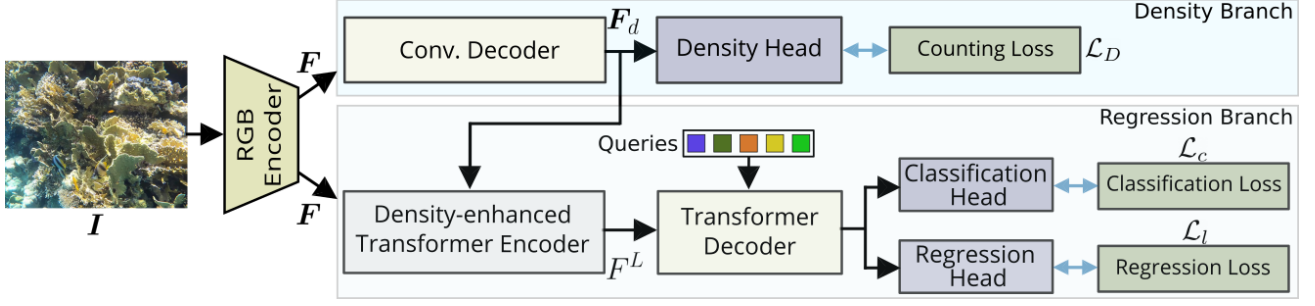 Density Branch
F_d
Conv. Decoder
Density Head
Counting Loss
𝓛_D
F
RGB
Encoder
I
F
Regression Branch
Queries
Density-enhanced
Transformer Encoder
F^L
Transformer
Decoder
Classification
Head
𝓛_c
Classification Loss
Regression
Head
𝓛_l
Regression Loss